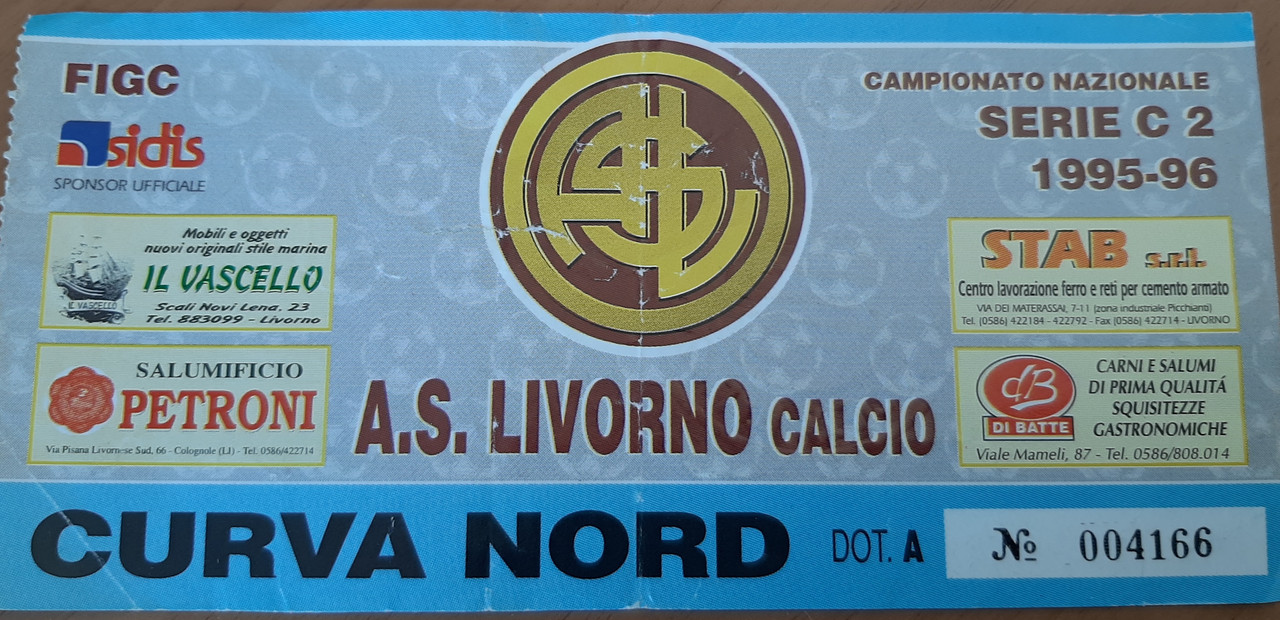 FIGC
sidis
SPONSOR UFFICIALE
CAMPIONATO NAZIONALE
SERIE C 2
1995-96
Mobili e oggetti
nuovi originali stile marina
IL VASCELLO
IL VASCELLO
Scali Novi Lena, 23
Tel. 883099 - Livorno
STAB s.r.l.
Centro lavorazione ferro e reti per cemento armato
VIA DEI MATERASSAI, 7-11 (zona industriale Picchianti)
Tel. (0586) 422184 - 422792 - Fax (0586) 422714 - LIVORNO
SALUMIFICIO
PETRONI
Via Pisana Livornese Sud, 66 - Colognole (LI) - Tel. 0586/422714
dB
DI BATTE
CARNI E SALUMI
DI PRIMA QUALITÁ
SQUISITEZZE
GASTRONOMICHE
Viale Mameli, 87 - Tel. 0586/808.014
A.S. LIVORNO CALCIO
CURVA NORD DOT. A № 004166